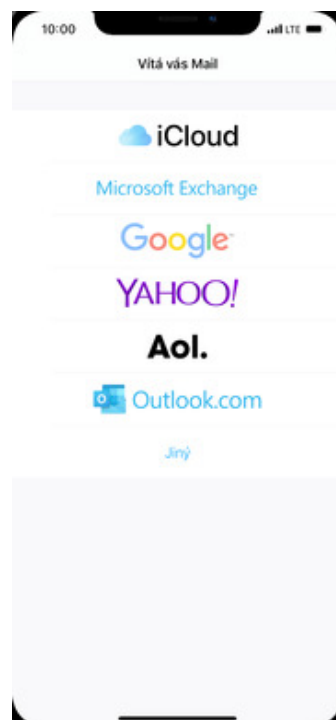 10:00 LTE
Vítá vás Mail
iCloud
Microsoft Exchange
Google
YAHOO!
Aol.
Outlook.com
Jiný